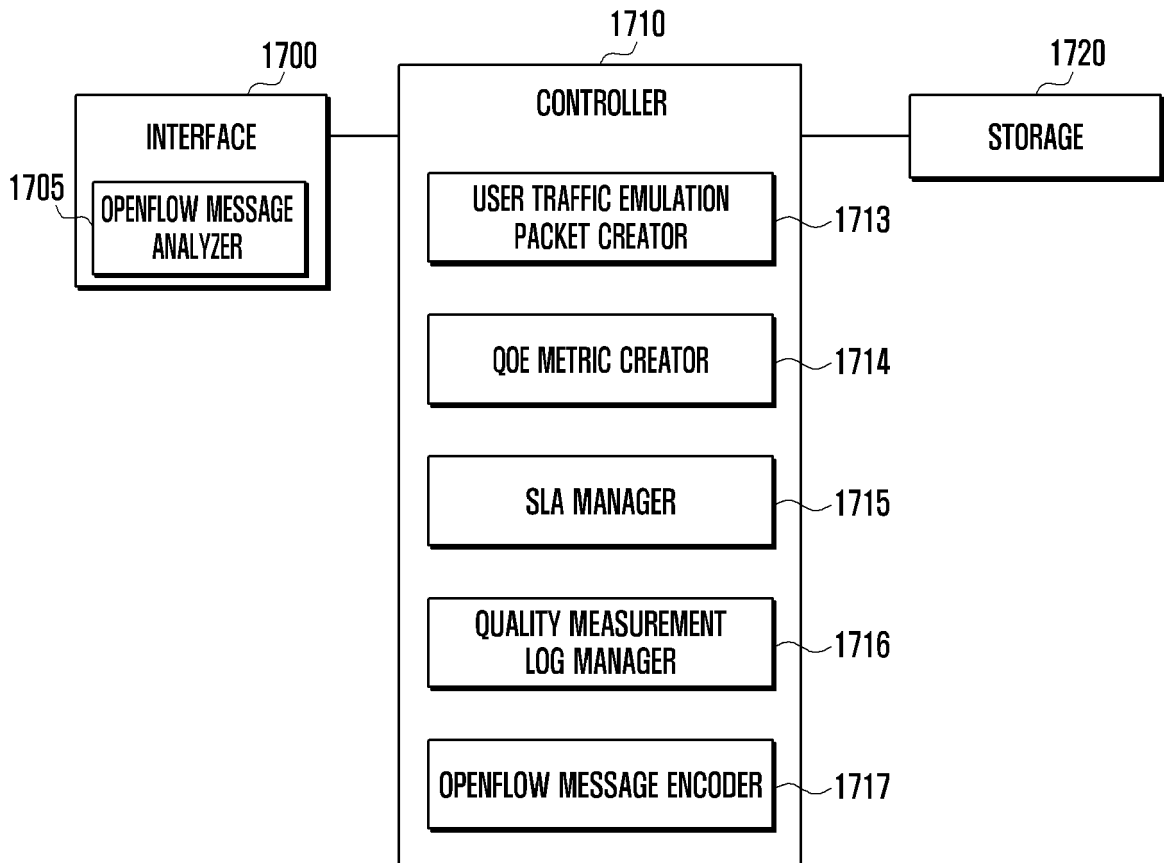 1700
INTERFACE
1705
OPENFLOW MESSAGE
ANALYZER
1710
CONTROLLER
USER TRAFFIC EMULATION
PACKET CREATOR
1713
QOE METRIC CREATOR
1714
SLA MANAGER
1715
QUALITY MEASUREMENT
LOG MANAGER
1716
OPENFLOW MESSAGE ENCODER
1717
1720
STORAGE